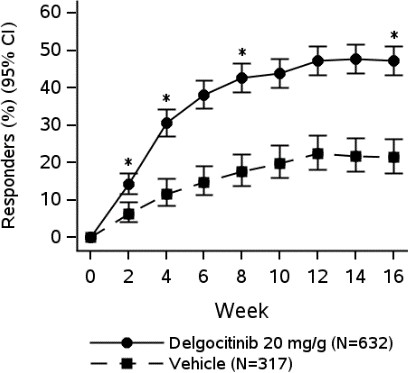 Responders (%) (95% CI)
60
50
40
30
20
10
0
*
*
*
*
0 2 4 6 8 10 12 14 16
Week
Delgocitinib 20 mg/g (N=632)
Vehicle (N=317)